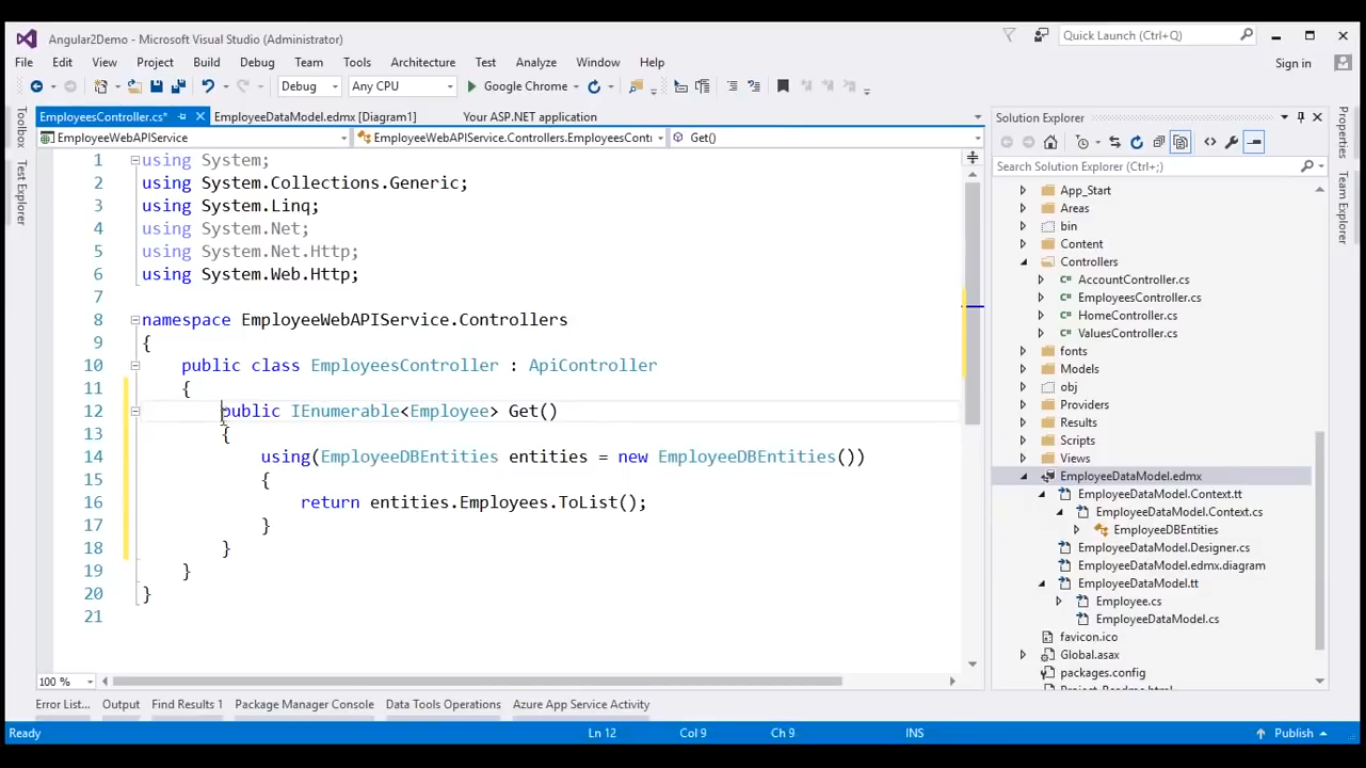 Angular2Demo - Microsoft Visual Studio (Administrator)
Quick Launch (Ctrl+Q)
File Edit View Project Build Debug Team Tools Architecture Test Analyze Window Help
Sign in
Debug Any CPU Google Chrome
Toolbox
Test Explorer
EmployeesController.cs* EmployeeDataModel.edmx [Diagram1] Your ASP.NET application
EmployeeWebAPIService EmployeeWebAPIService.Controllers.EmployeesConti Get()
1 using System;
2 using System.Collections.Generic;
3 using System.Linq;
4 using System.Net;
5 using System.Net.Http;
6 using System.Web.Http;
7
8 namespace EmployeeWebAPIService.Controllers
9 {
10 public class EmployeesController : ApiController
11 {
12 public IEnumerable<Employee> Get()
13 {
14 using(EmployeeDBEntities entities = new EmployeeDBEntities())
15 {
16 return entities.Employees.ToList();
17 }
18 }
19 }
20 }
21
100 %
Solution Explorer
Search Solution Explorer (Ctrl+;)
App_Start
Areas
bin
Content
Controllers
AccountController.cs
EmployeesController.cs
HomeController.cs
ValuesController.cs
fonts
Models
obj
Providers
Results
Scripts
Views
EmployeeDataModel.edmx
EmployeeDataModel.Context.tt
EmployeeDataModel.Context.cs
EmployeeDBEntities
EmployeeDataModel.Designer.cs
EmployeeDataModel.edmx.diagram
EmployeeDataModel.tt
Employee.cs
EmployeeDataModel.cs
favicon.ico
Global.asax
packages.config
Project_Readme.html
Properties
Team Explorer
Error List... Output Find Results 1 Package Manager Console Data Tools Operations Azure App Service Activity
Ready Ln 12 Col 9 Ch 9 INS Publish